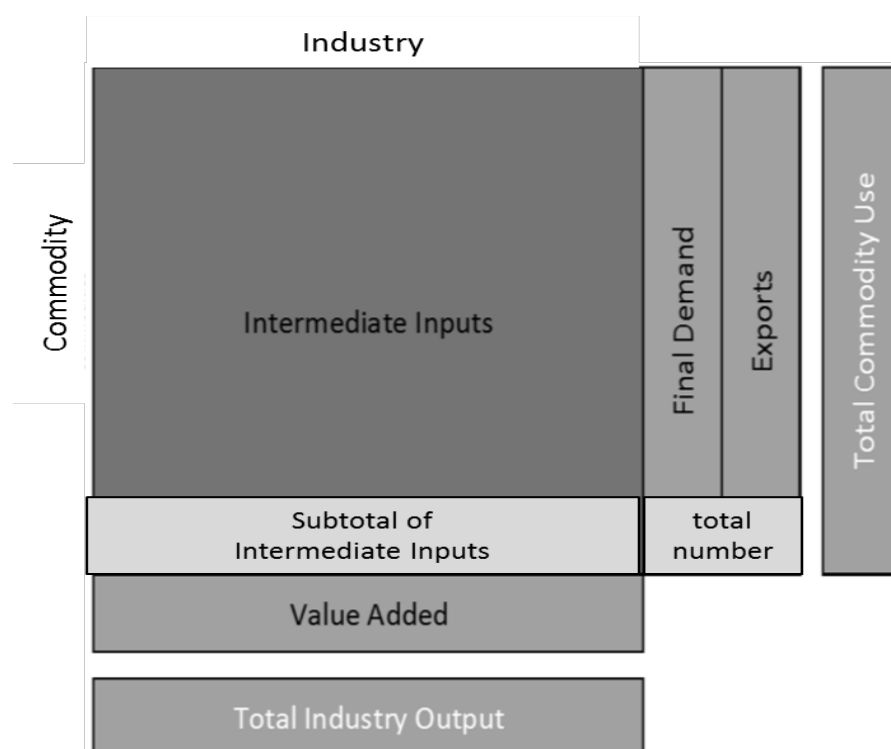 Industry
Commodity
Intermediate Inputs
Final Demand
Exports
Total Commodity Use
Subtotal of
Intermediate Inputs
total
number
Value Added
Total Industry Output